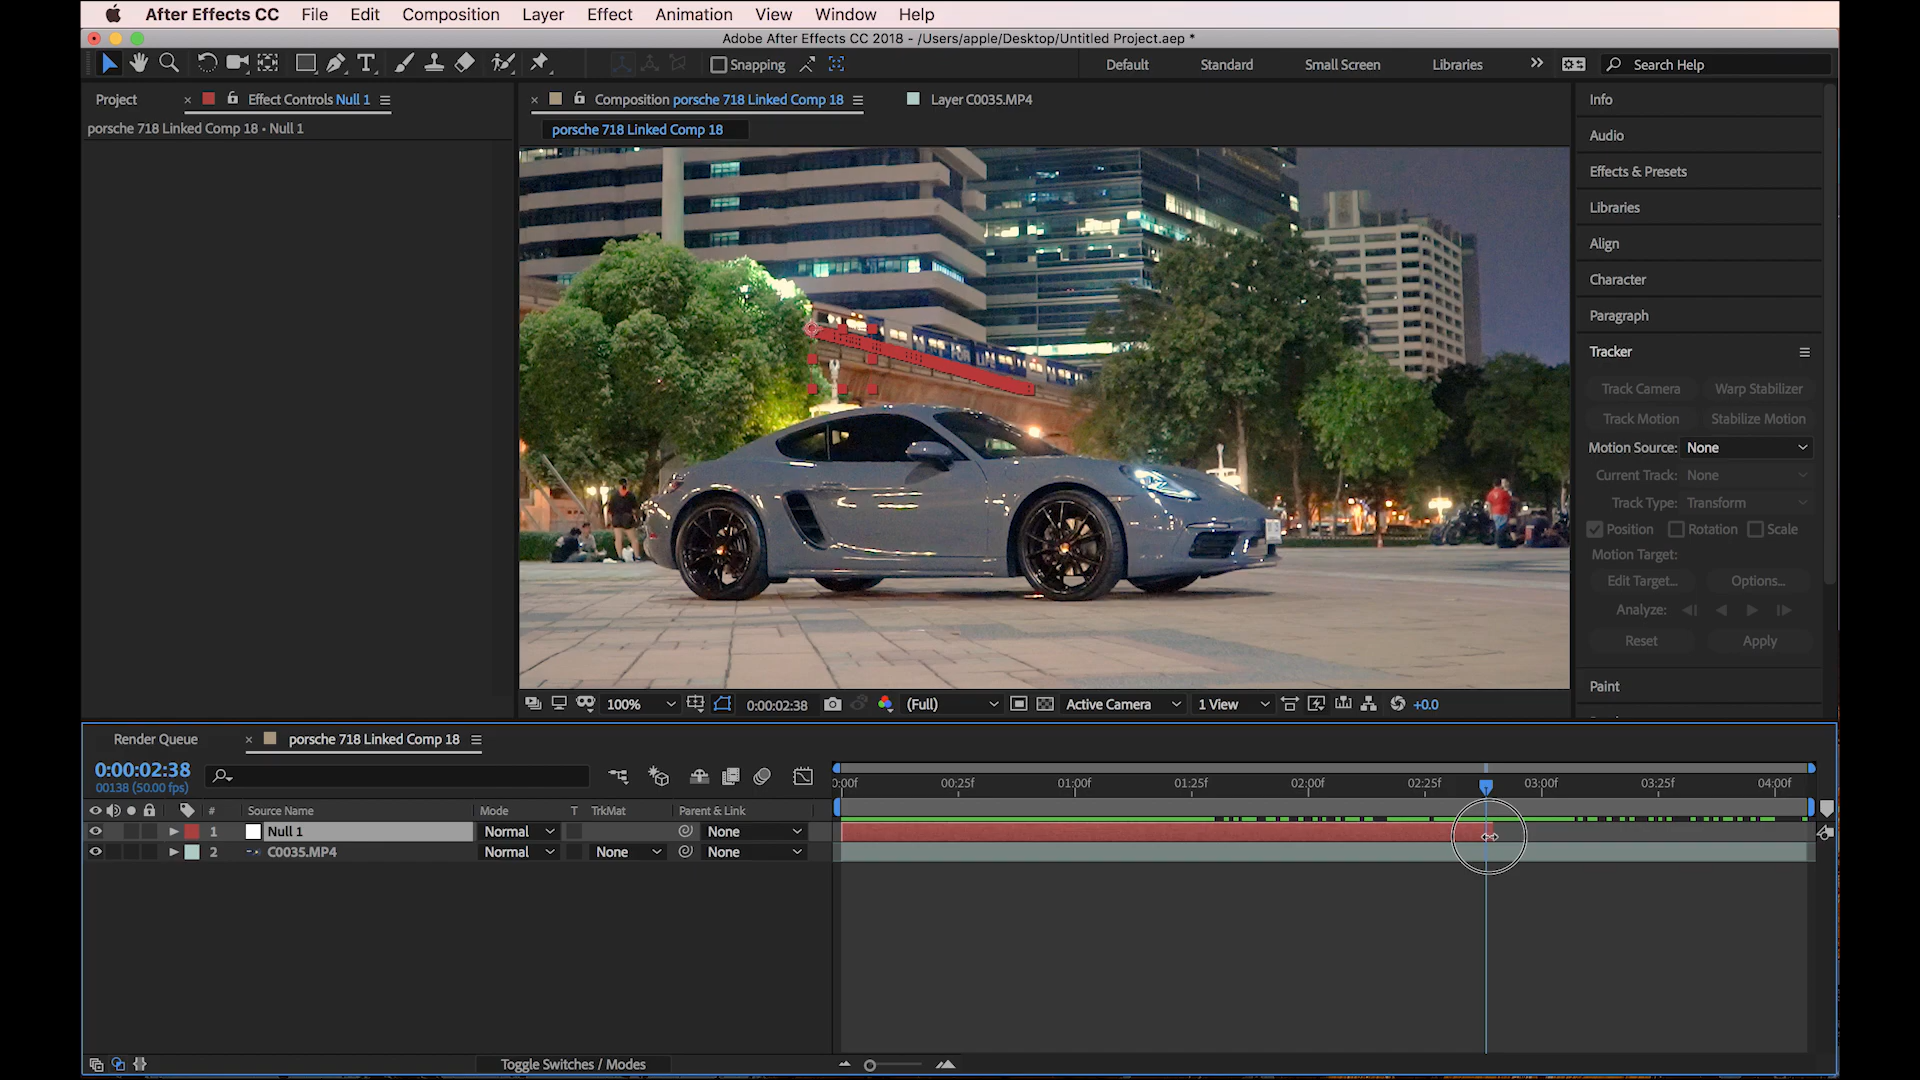 After Effects CC File Edit Composition Layer Effect Animation View Window Help
Adobe After Effects CC 2018 - /Users/apple/Desktop/Untitled Project.aep *
T Snapping Default Standard Small Screen Libraries >> Search Help
Project × Effect Controls Null 1 × Composition porsche 718 Linked Comp 18 Layer C0035.MP4
porsche 718 Linked Comp 18 • Null 1
porsche 718 Linked Comp 18
Info
Audio
Effects & Presets
Libraries
Align
Character
Paragraph
Tracker
Track Camera Warp Stabilizer
Track Motion Stabilize Motion
Motion Source: None
Current Track: None
Track Type: Transform
Position Rotation Scale
Motion Target:
Edit Target... Options...
Analyze:
Reset Apply
Paint
100% 0:00:02:38 (Full) Active Camera 1 View +0.0
Render Queue × porsche 718 Linked Comp 18
0:00:02:38
00138 (50.00 fps)
:00f 00:25f 01:00f 01:25f 02:00f 02:25f 03:00f 03:25f 04:00f
# Source Name Mode T TrkMat Parent & Link
1 Null 1 Normal None
2 C0035.MP4 Normal None None
Toggle Switches / Modes